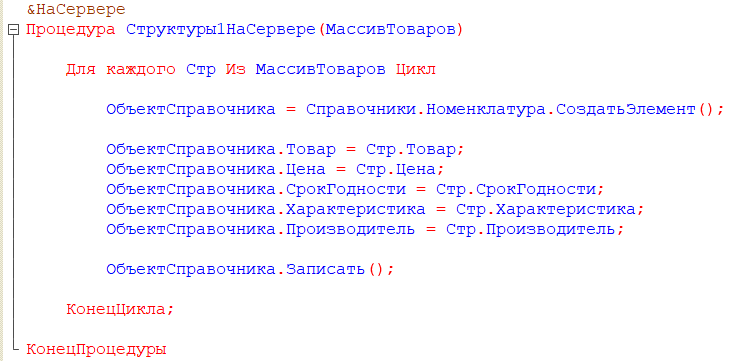 &НаСервере
Процедура Структуры1НаСервере(МассивТоваров)
Для каждого Стр Из МассивТоваров Цикл
ОбъектСправочника = Справочники.Номенклатура.СоздатьЭлемент();
ОбъектСправочника.Товар = Стр.Товар;
ОбъектСправочника.Цена = Стр.Цена;
ОбъектСправочника.СрокГодности = Стр.СрокГодности;
ОбъектСправочника.Характеристика = Стр.Характеристика;
ОбъектСправочника.Производитель = Стр.Производитель;
ОбъектСправочника.Записать();
КонецЦикла;
КонецПроцедуры